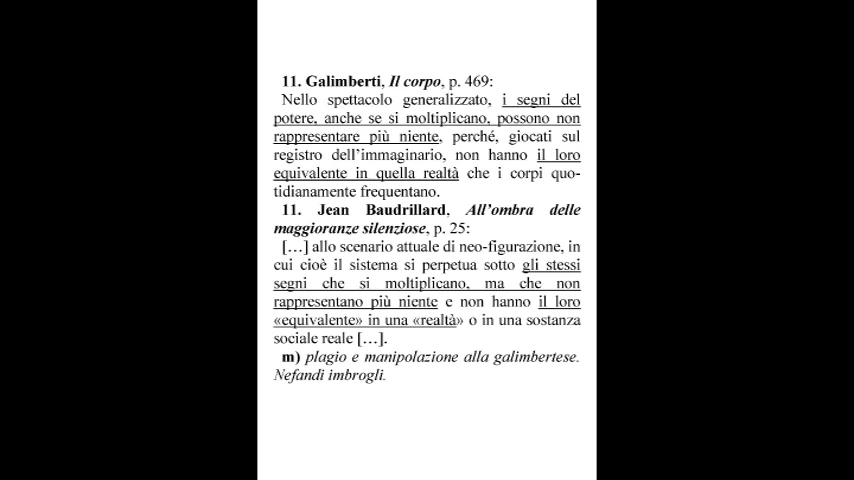 11. Galimberti, Il corpo, p. 469:
Nello spettacolo generalizzato, i segni del
potere, anche se si moltiplicano, possono non
rappresentare più niente, perché, giocati sul
registro dell’immaginario, non hanno il loro
equivalente in quella realtà che i corpi quo-
tidianamente frequentano.
11. Jean Baudrillard, All’ombra delle
maggioranze silenziose, p. 25:
[…] allo scenario attuale di neo-figurazione, in
cui cioè il sistema si perpetua sotto gli stessi
segni che si moltiplicano, ma che non
rappresentano più niente e non hanno il loro
«equivalente» in una «realtà» o in una sostanza
sociale reale […].
m) plagio e manipolazione alla galimbertese.
Nefandi imbrogli.